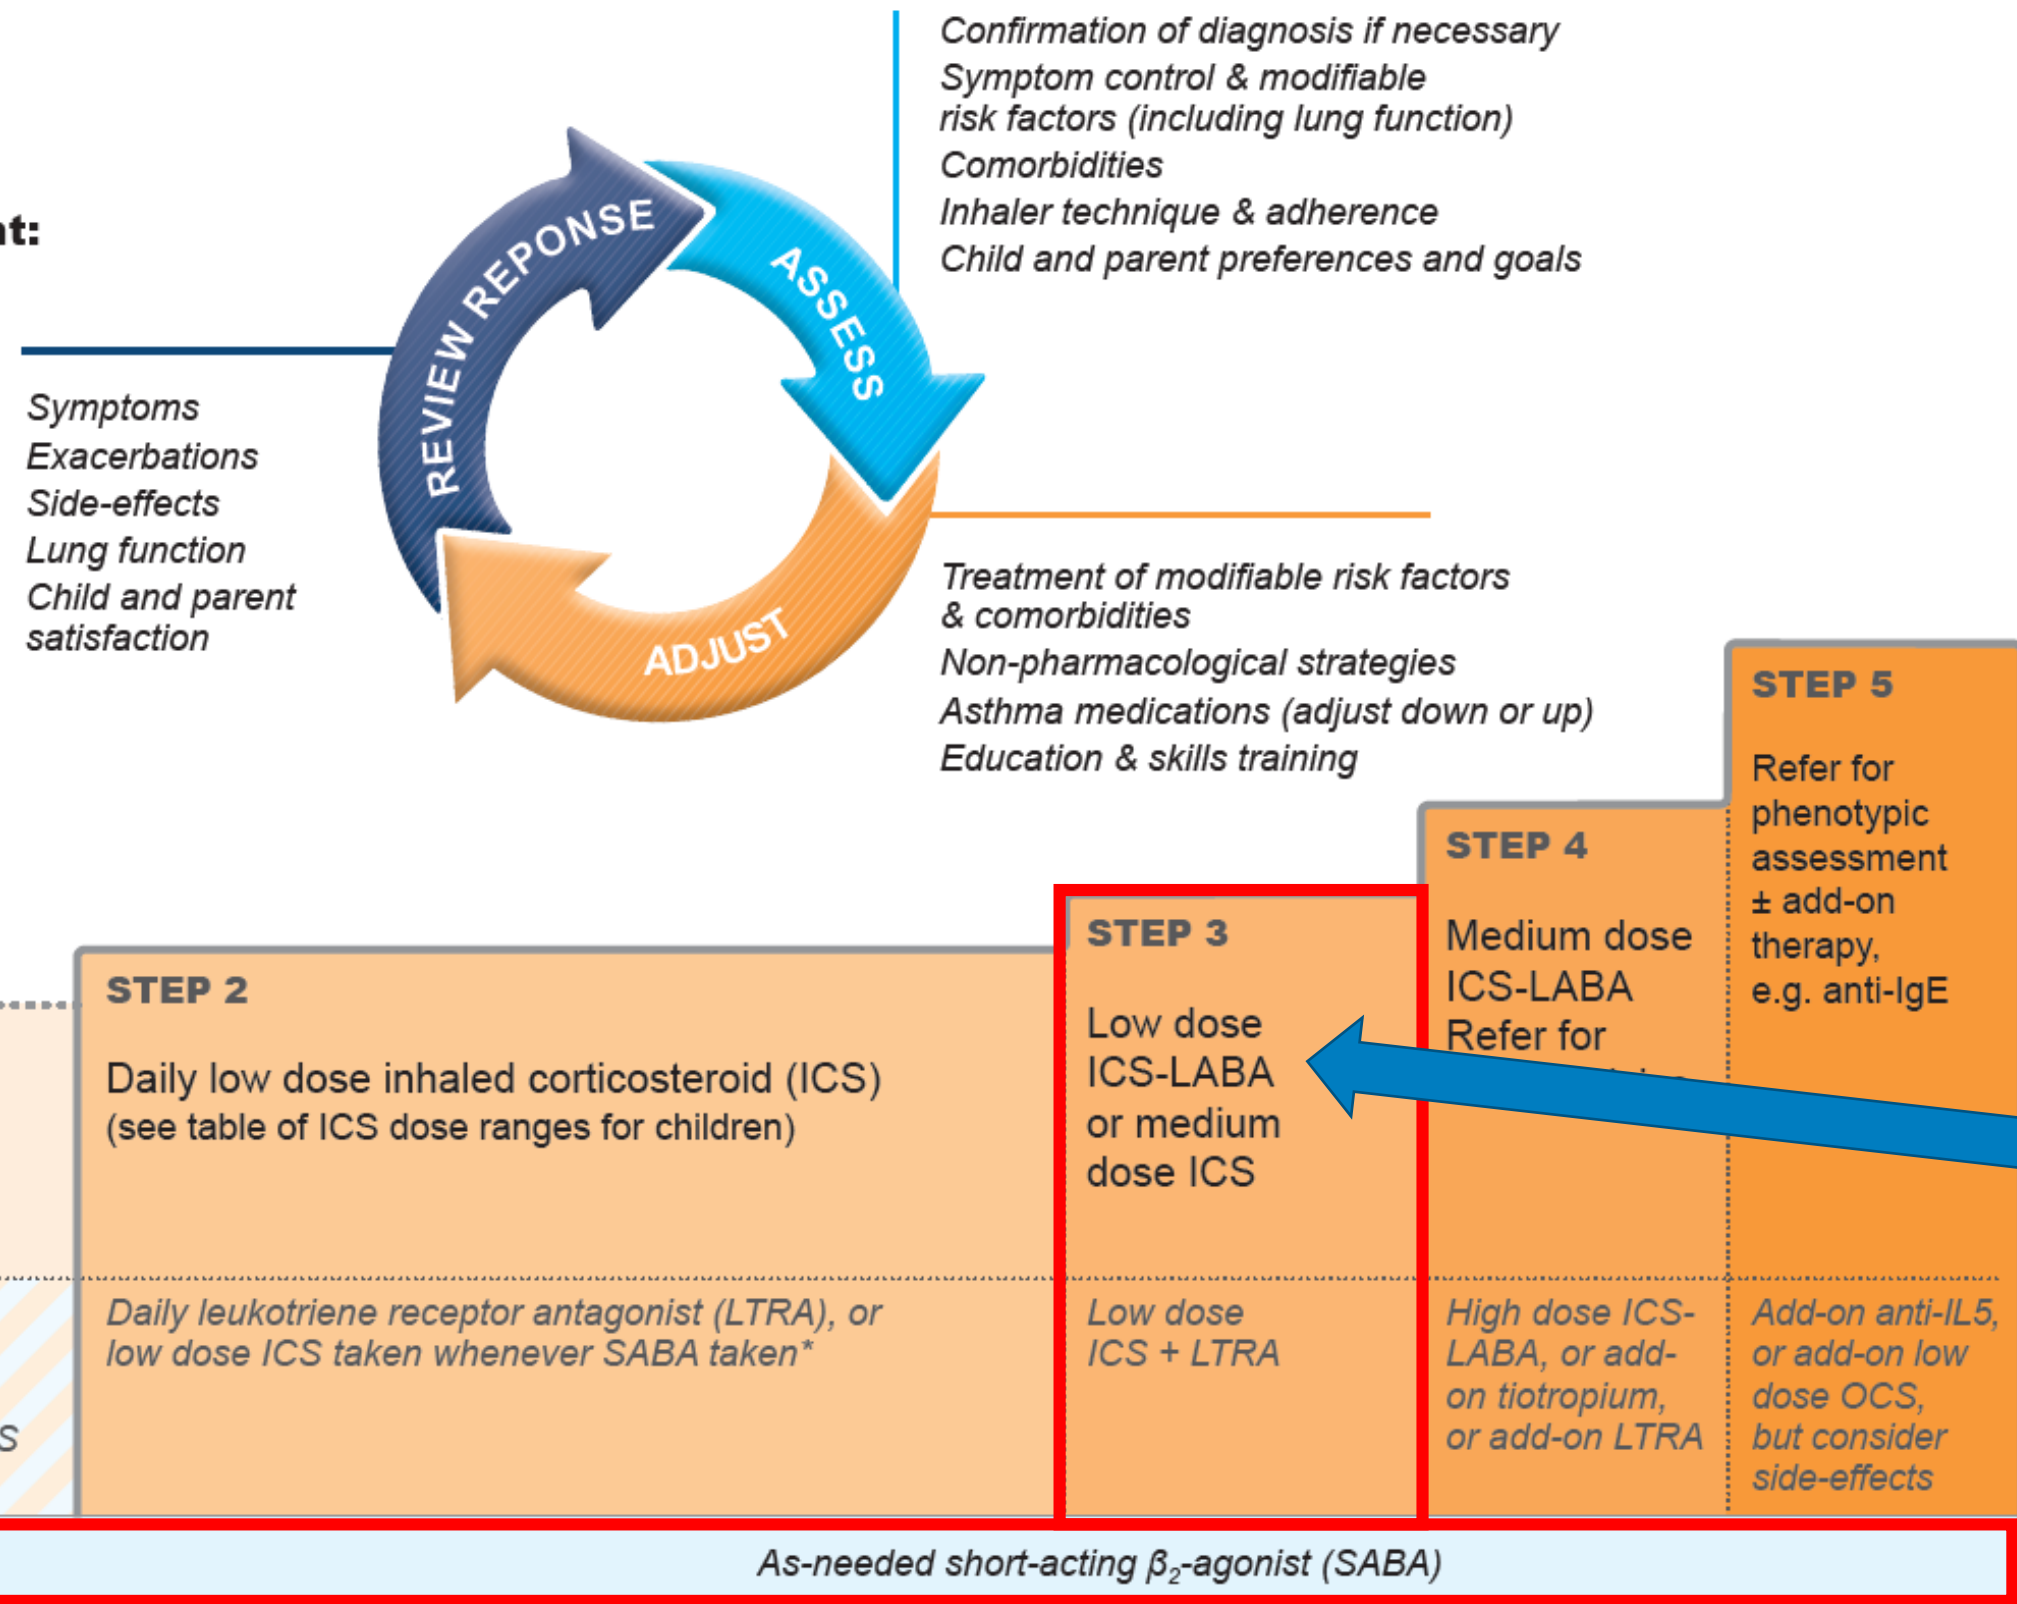 Confirmation of diagnosis if necessary
Symptom control & modifiable
risk factors (including lung function)
Comorbidities
Inhaler technique & adherence
Child and parent preferences and goals
nt:
REVIEW REPONSE
ASSESS
ADJUST
Symptoms
Exacerbations
Side-effects
Lung function
Child and parent
satisfaction
Treatment of modifiable risk factors
& comorbidities
Non-pharmacological strategies
Asthma medications (adjust down or up)
Education & skills training
STEP 2
Daily low dose inhaled corticosteroid (ICS)
(see table of ICS dose ranges for children)
Daily leukotriene receptor antagonist (LTRA), or
low dose ICS taken whenever SABA taken*
STEP 3
Low dose
ICS-LABA
or medium
dose ICS
Low dose
ICS + LTRA
STEP 4
Medium dose
ICS-LABA
Refer for
High dose ICS-
LABA, or add-
on tiotropium,
or add-on LTRA
STEP 5
Refer for
phenotypic
assessment
± add-on
therapy,
e.g. anti-IgE
Add-on anti-IL5,
or add-on low
dose OCS,
but consider
side-effects
s
As-needed short-acting β₂-agonist (SABA)